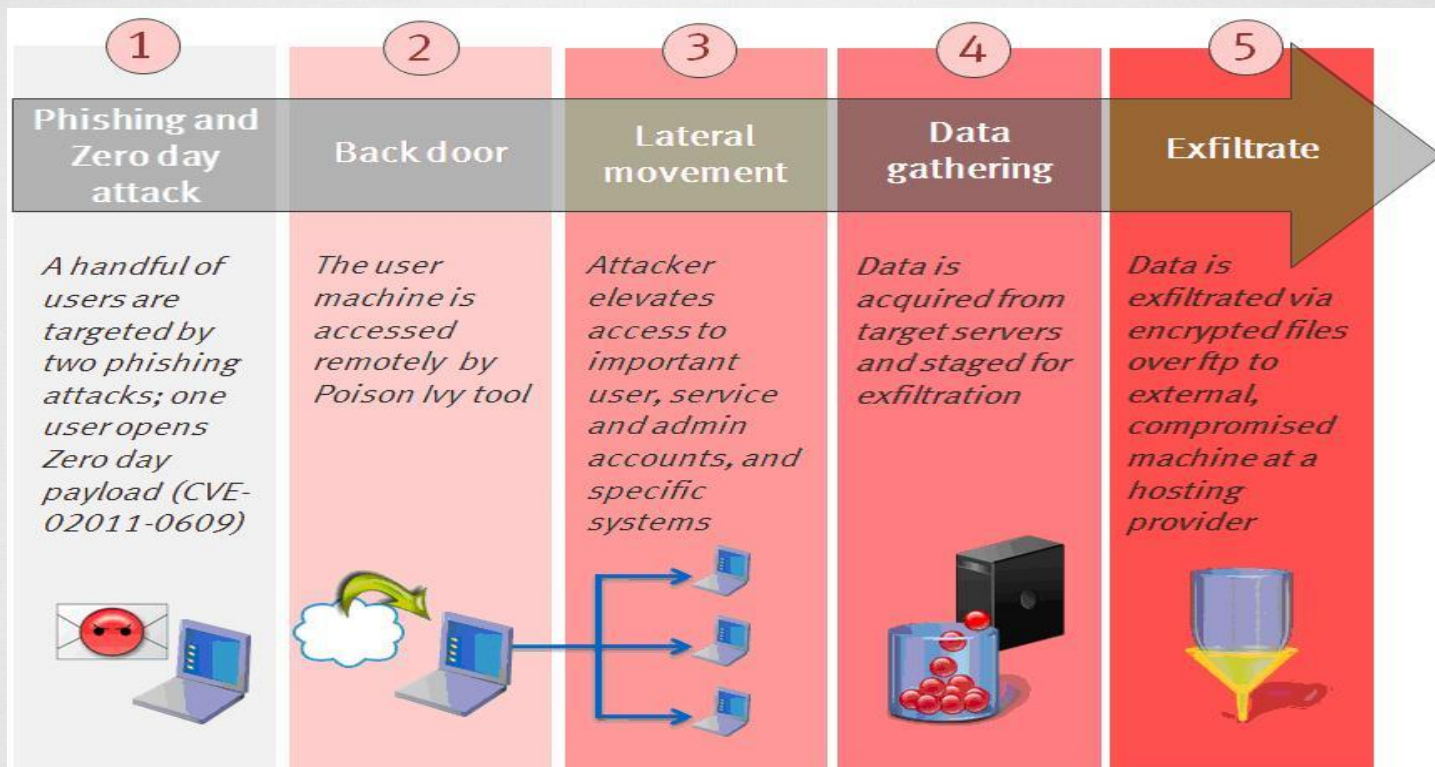 1
Phishing and
Zero day
attack
A handful of
users are
targeted by
two phishing
attacks; one
user opens
Zero day
payload (CVE-
02011-0609)
2
Back door
The user
machine is
accessed
remotely by
Poison Ivy tool
3
Lateral
movement
Attacker
elevates
access to
important
user, service
and admin
accounts, and
specific
systems
4
Data
gathering
Data is
acquired from
target servers
and staged for
exfiltration
5
Exfiltrate
Data is
exfiltrated via
encrypted files
over ftp to
external,
compromised
machine at a
hosting
provider